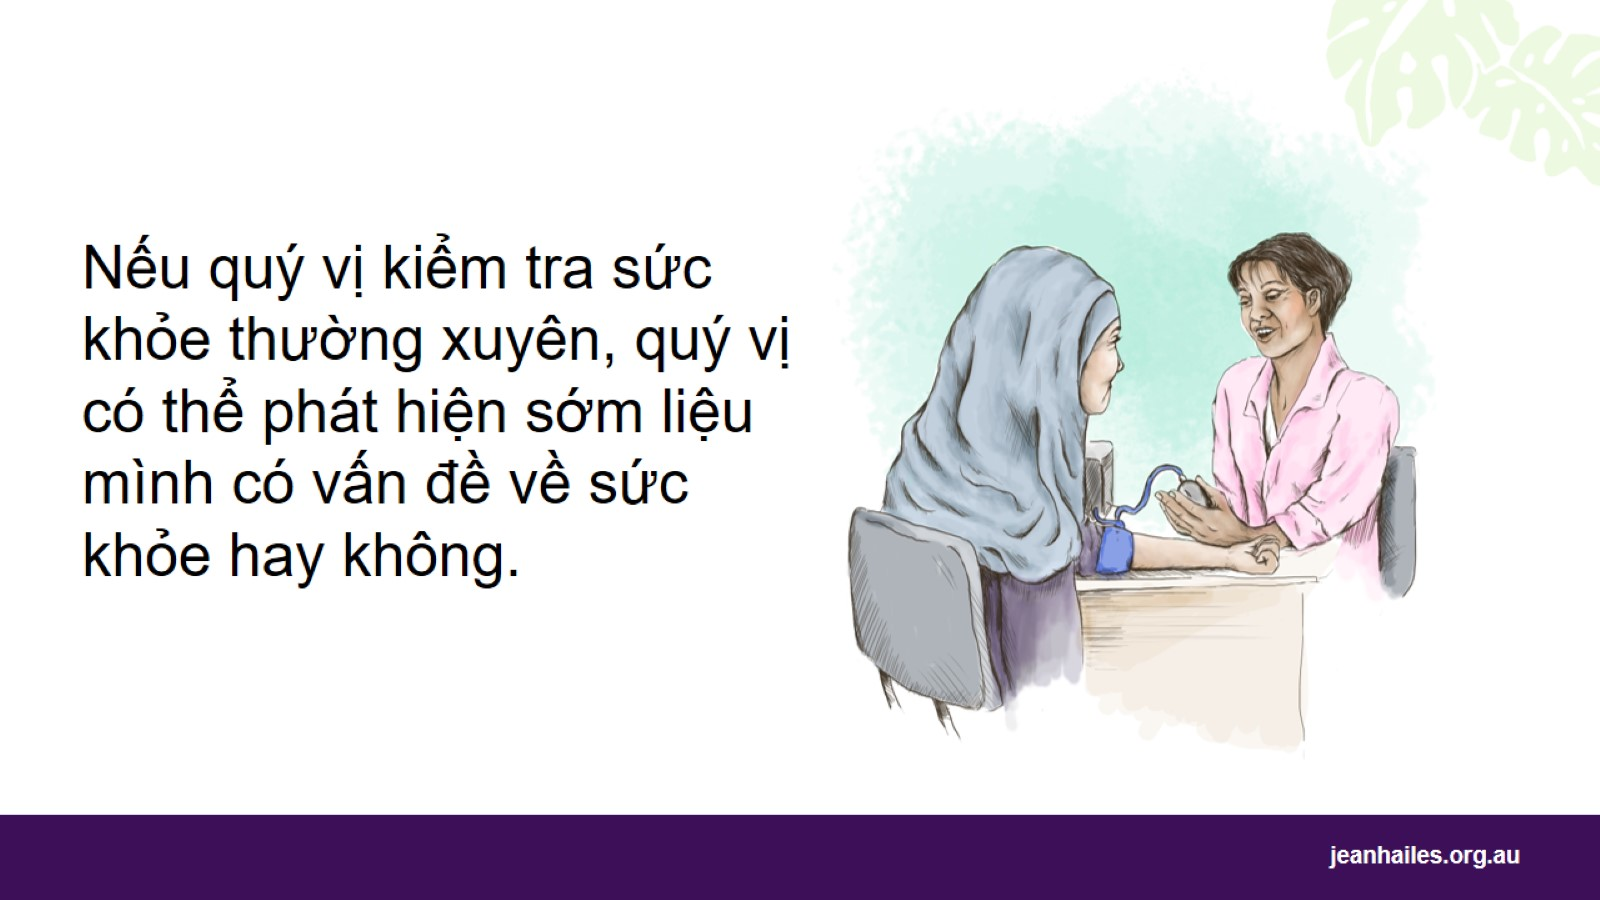 Nếu quý vị kiểm tra sức
khỏe thường xuyên, quý vị
có thể phát hiện sớm liệu
mình có vấn đề về sức
khỏe hay không.
jeanhailes.org.au